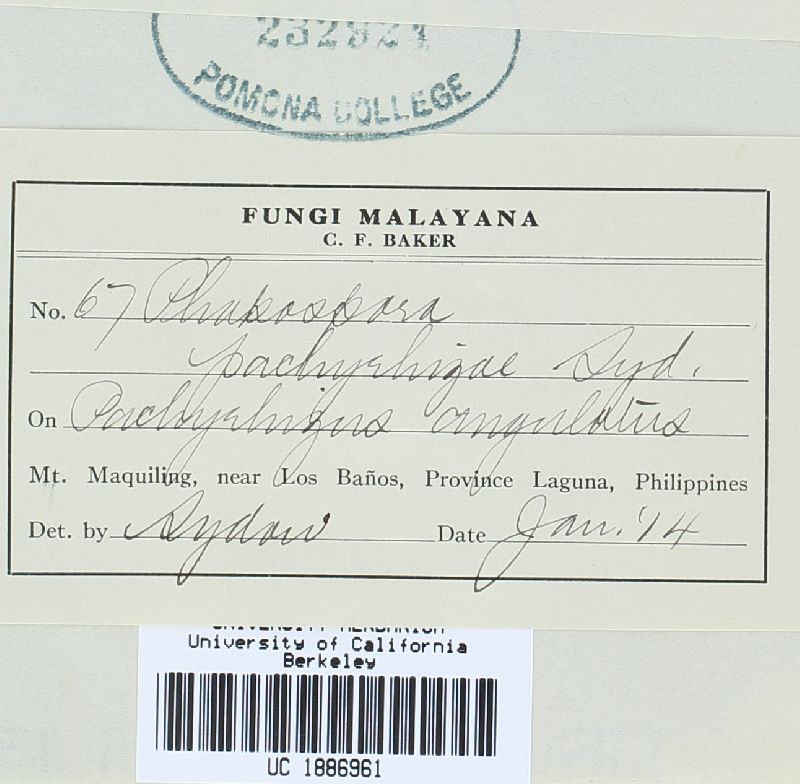 POMONA COLLEGE
FUNGI MALAYANA
C. F. BAKER
No. 67 Phakospora
pachyrhizae Syd.
On Pachyrhizus angulatus
Mt. Maquiling, near Los Baños, Province Laguna, Philippines
Det. by Sydow Date Jan. '14
University of California
Berkeley
UC 1886961